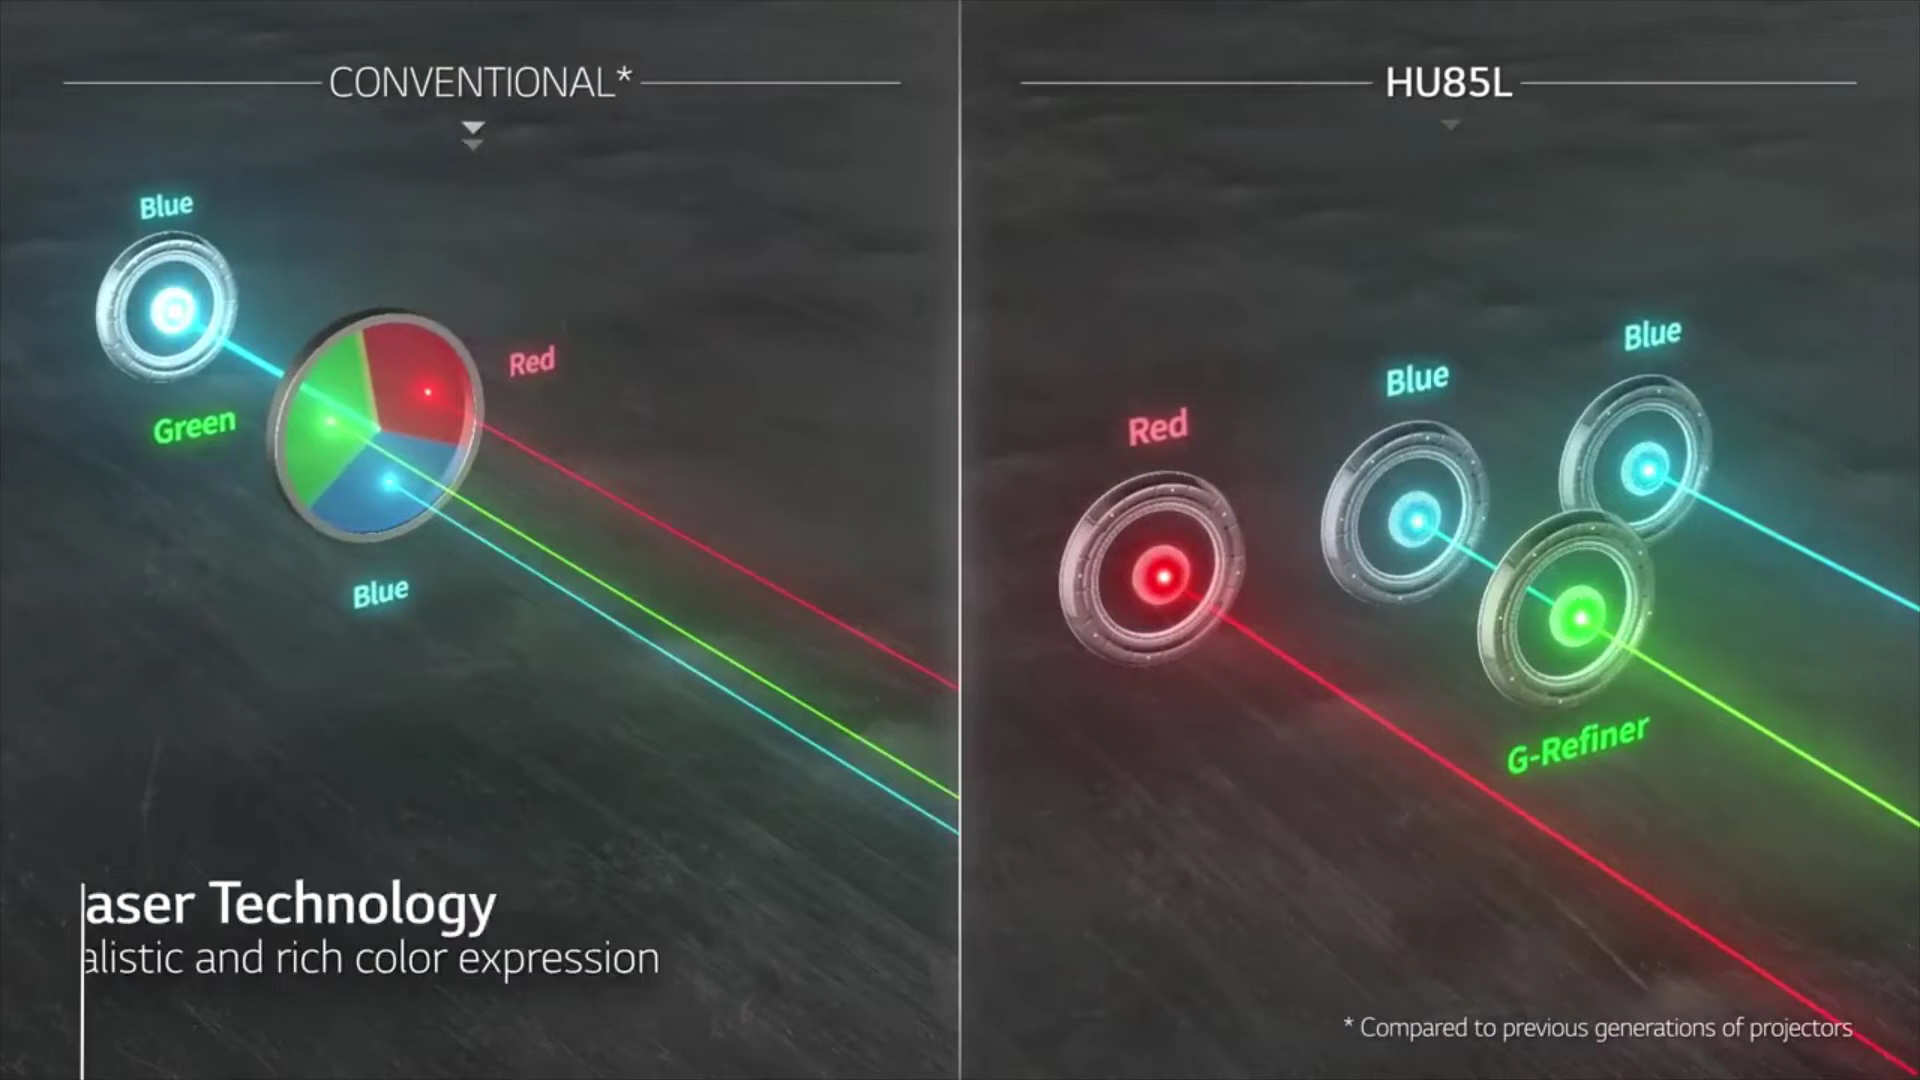 CONVENTIONAL*
Blue
Red
Green
Blue
aser Technology
alistic and rich color expression
HU85L
Blue
Blue
Red
G-Refiner
* Compared to previous generations of projectors